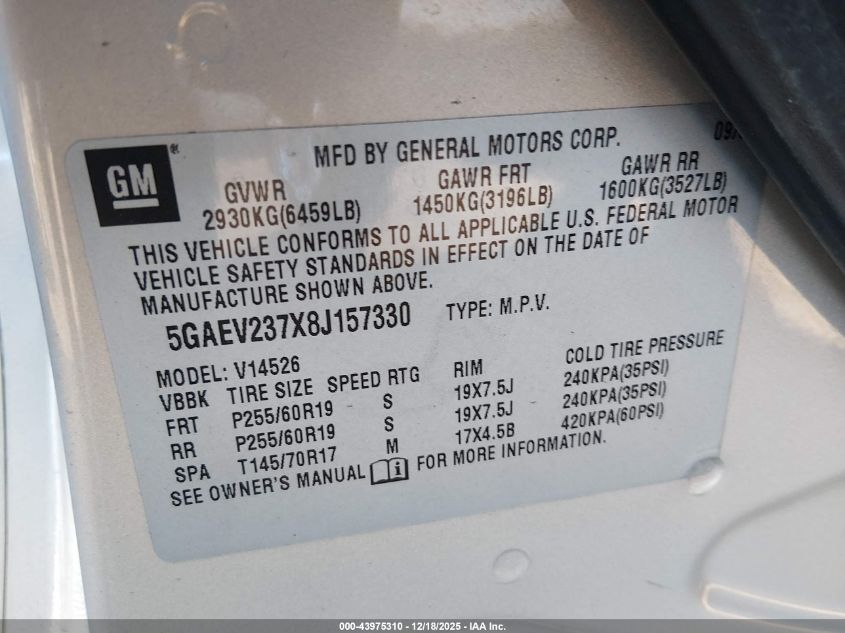 GM
®
MFD BY GENERAL MOTORS CORP.
GVWR GAWR FRT GAWR RR
2930KG(6459LB) 1450KG(3196LB) 1600KG(3527LB)
THIS VEHICLE CONFORMS TO ALL APPLICABLE U.S. FEDERAL MOTOR
VEHICLE SAFETY STANDARDS IN EFFECT ON THE DATE OF
MANUFACTURE SHOWN ABOVE.
5GAEV237X8J157330 TYPE: M.P.V.
MODEL: V14526
VBBK TIRE SIZE SPEED RTG RIM COLD TIRE PRESSURE
FRT P255/60R19 S 19X7.5J 240KPA(35PSI)
RR P255/60R19 S 19X7.5J 240KPA(35PSI)
SPA T145/70R17 M 17X4.5B 420KPA(60PSI)
SEE OWNER'S MANUAL i FOR MORE INFORMATION.
000-43975310 - 12/18/2025 - IAA Inc.